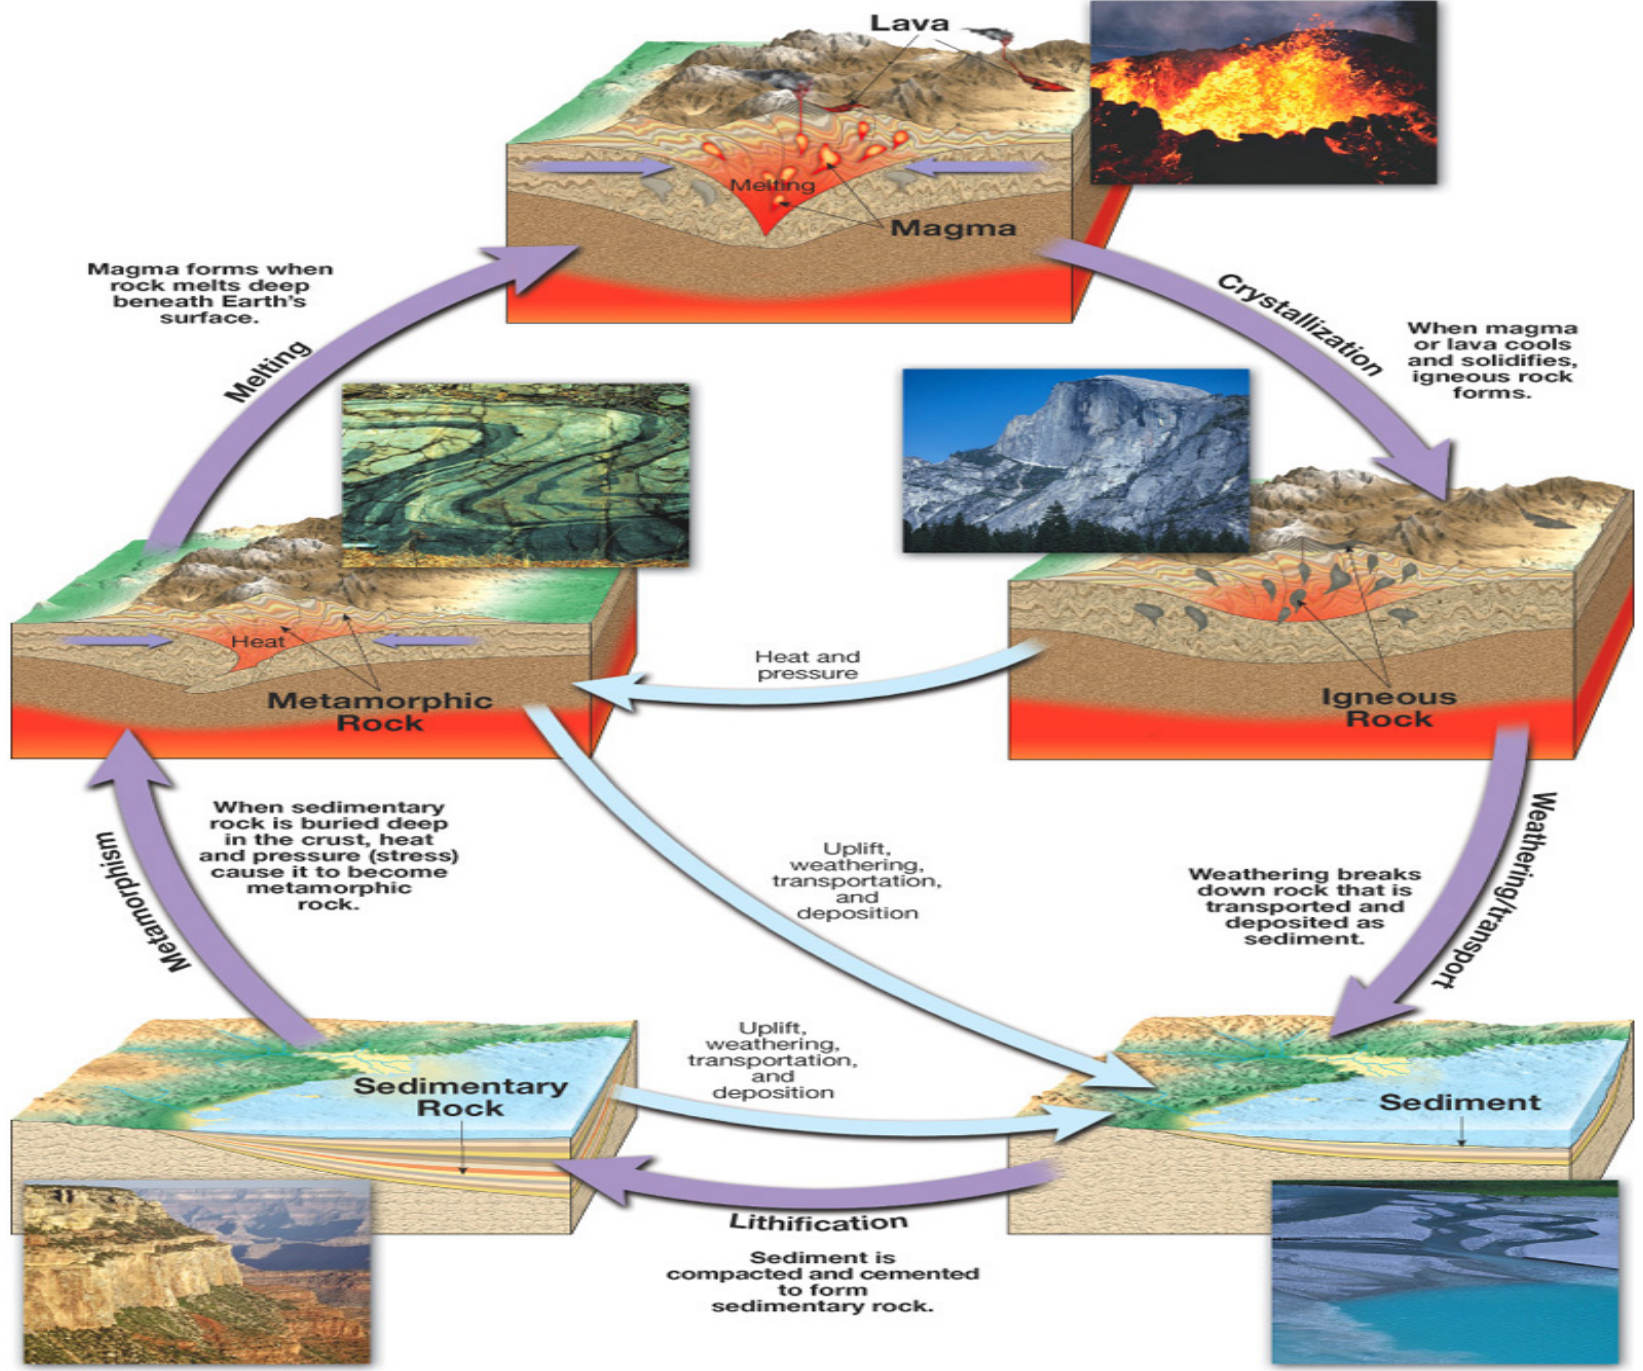 Lava
Melting
Magma
Magma forms when
rock melts deep
beneath Earth's
surface.
Melting
Crystallization
When magma
or lava cools
and solidifies,
igneous rock
forms.
Heat
Metamorphic
Rock
Heat and
pressure
Igneous
Rock
When sedimentary
rock is buried deep
in the crust, heat
and pressure (stress)
cause it to become
metamorphic
rock.
Metamorphism
Uplift,
weathering,
transportation,
and
deposition
Weathering breaks
down rock that is
transported and
deposited as
sediment.
Weathering/transport
Sedimentary
Rock
Uplift,
weathering,
transportation,
and
deposition
Sediment
Lithification
Sediment is
compacted and cemented
to form
sedimentary rock.